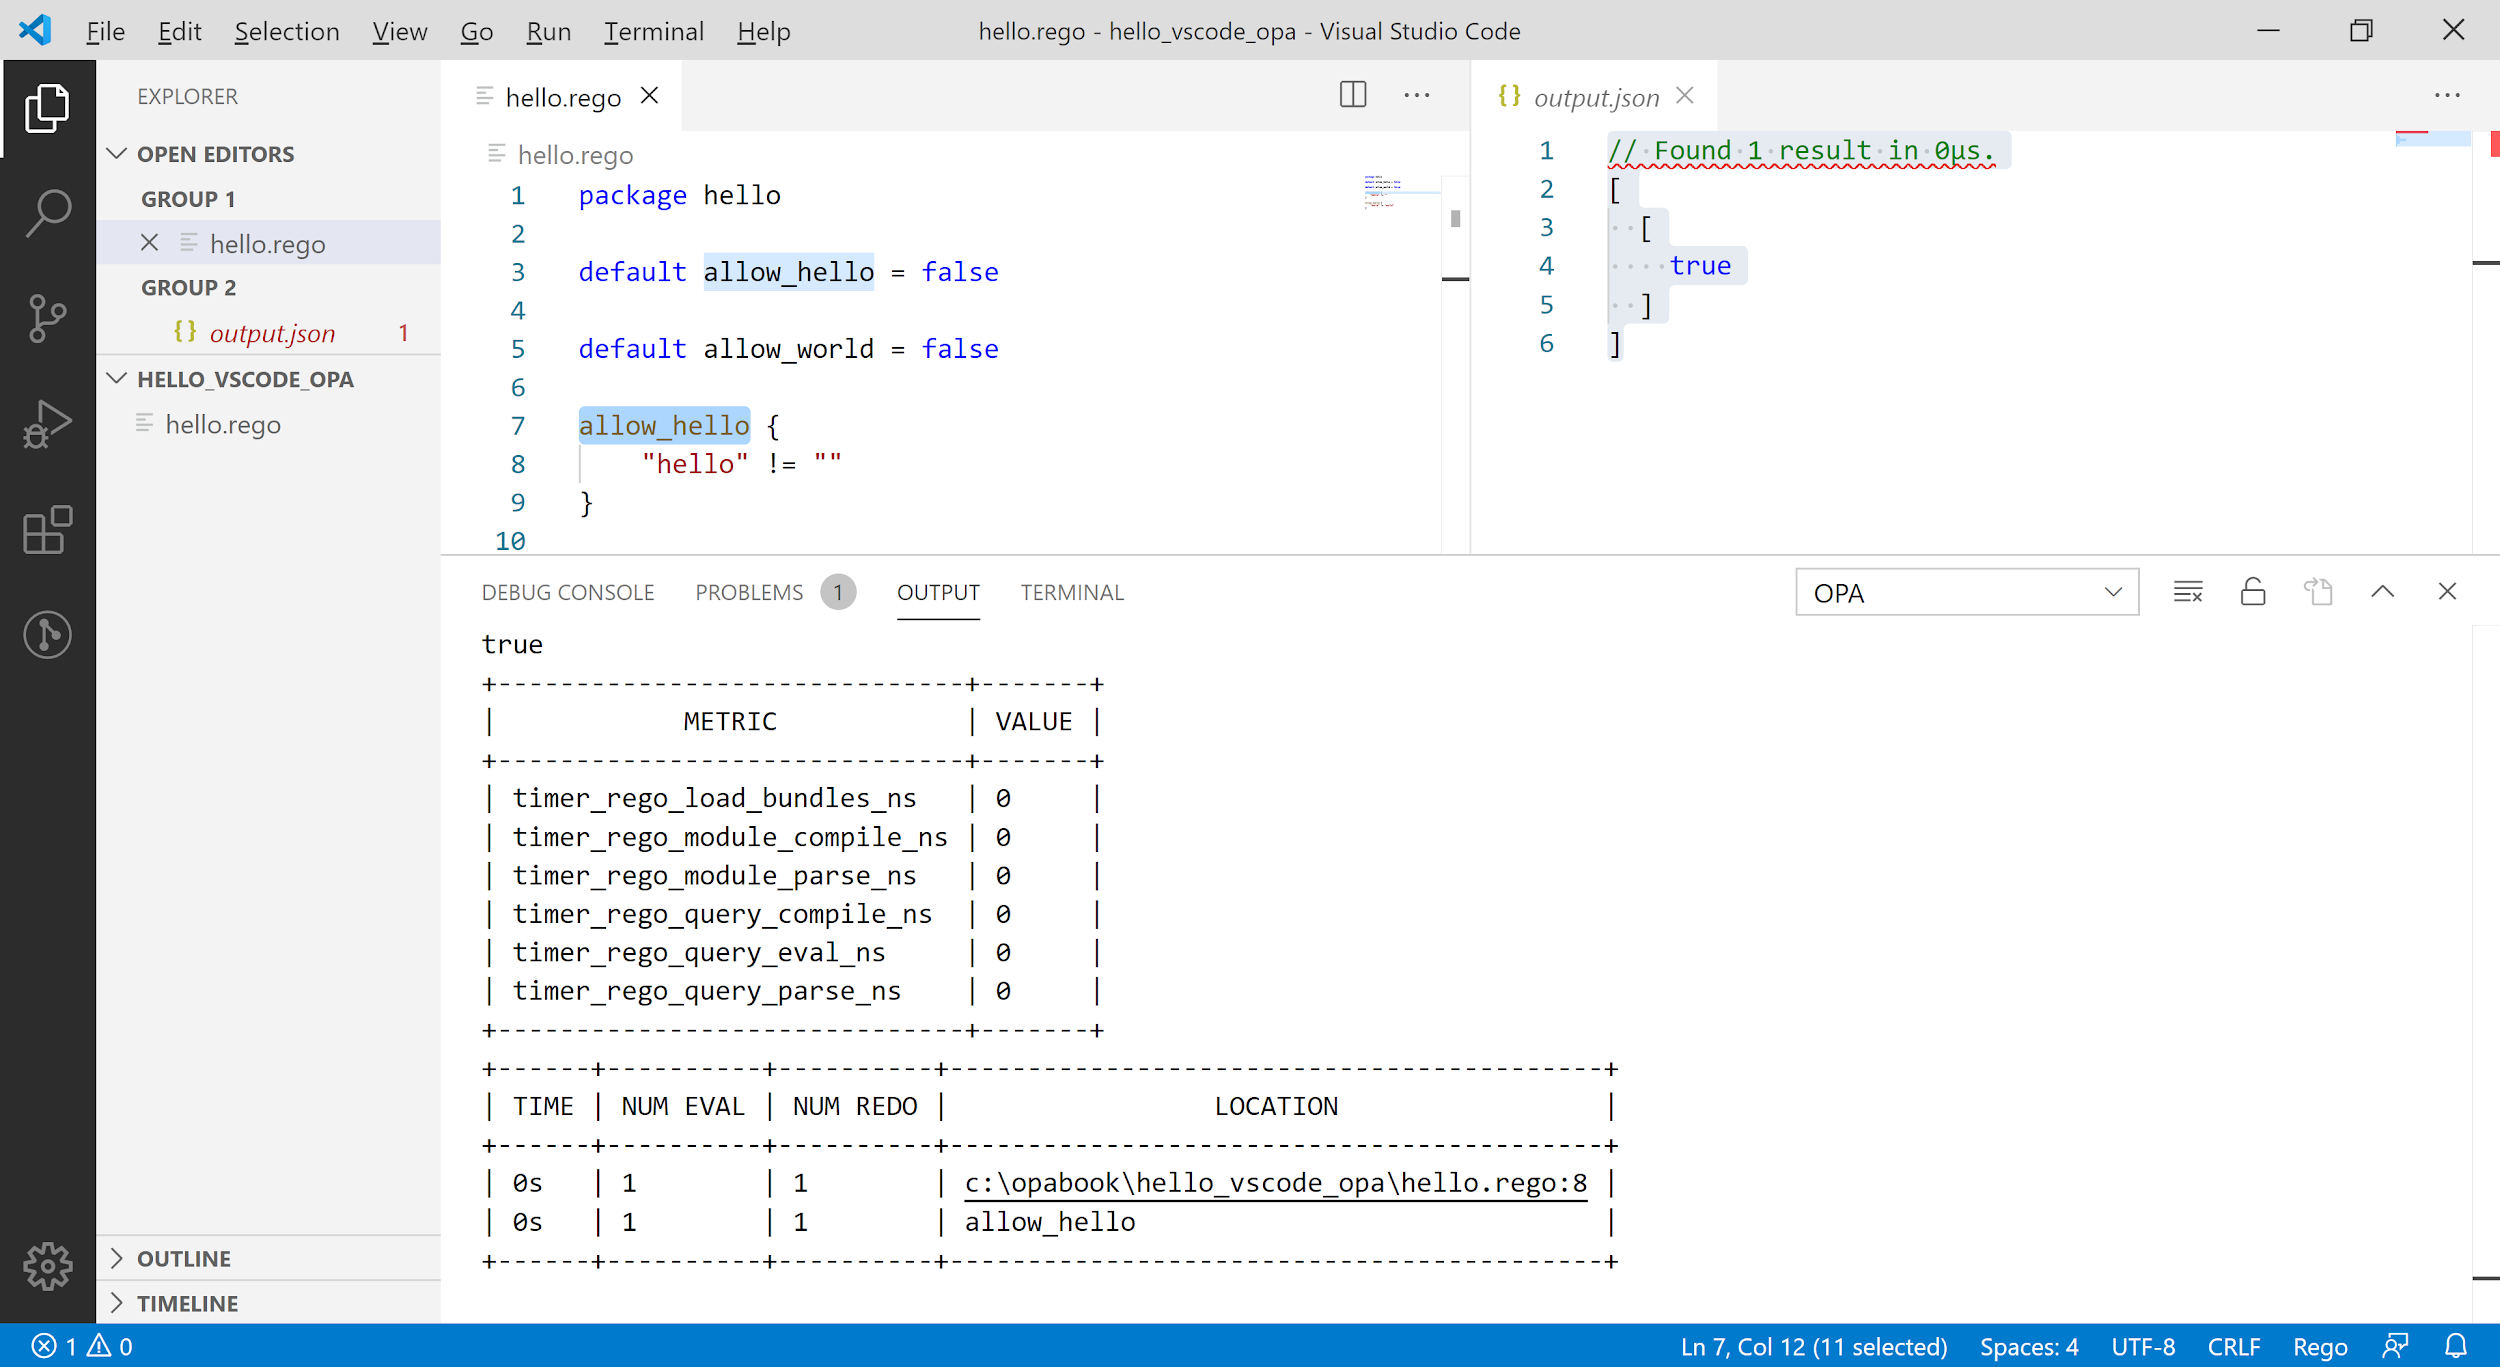 File Edit Selection View Go Run Terminal Help hello.rego - hello_vscode_opa - Visual Studio Code
EXPLORER
OPEN EDITORS
GROUP 1
hello.rego
GROUP 2
output.json 1
HELLO_VSCODE_OPA
hello.rego
OUTLINE
TIMELINE
hello.rego
hello.rego
1 package hello
2
3 default allow_hello = false
4
5 default allow_world = false
6
7 allow_hello {
8 "hello" != ""
9 }
10
{} output.json
1 // Found 1 result in 0µs.
2 [
3 [
4 true
5 ]
6 ]
DEBUG CONSOLE PROBLEMS 1 OUTPUT TERMINAL OPA
true
+------------------------------+-------+
| METRIC | VALUE |
+------------------------------+-------+
| timer_rego_load_bundles_ns | 0 |
| timer_rego_module_compile_ns | 0 |
| timer_rego_module_parse_ns | 0 |
| timer_rego_query_compile_ns | 0 |
| timer_rego_query_eval_ns | 0 |
| timer_rego_query_parse_ns | 0 |
+------------------------------+-------+
+------+----------+----------+------------------------------------------+
| TIME | NUM EVAL | NUM REDO | LOCATION |
+------+----------+----------+------------------------------------------+
| 0s | 1 | 1 | c:\opabook\hello_vscode_opa\hello.rego:8 |
| 0s | 1 | 1 | allow_hello |
+------+----------+----------+------------------------------------------+
1 0 Ln 7, Col 12 (11 selected) Spaces: 4 UTF-8 CRLF Rego